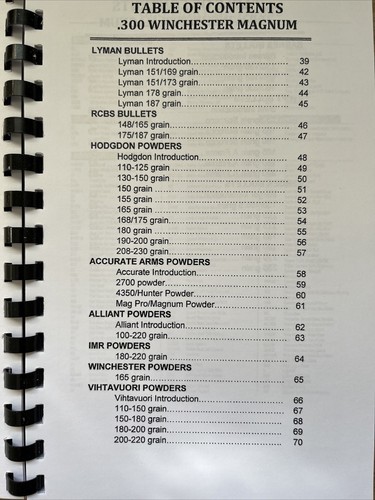 TABLE OF CONTENTS
.300 WINCHESTER MAGNUM
LYMAN BULLETS
Lyman Introduction........................ 39
Lyman 151/169 grain........................ 42
Lyman 151/173 grain........................ 43
Lyman 178 grain........................ 44
Lyman 187 grain........................ 45
RCBS BULLETS
148/165 grain........................ 46
175/187 grain........................ 47
HODGDON POWDERS
Hodgdon Introduction........................ 48
110-125 grain........................ 49
130-150 grain........................ 50
150 grain........................ 51
155 grain........................ 52
165 grain........................ 53
168/175 grain........................ 54
180 grain........................ 55
190-200 grain........................ 56
208-230 grain........................ 57
ACCURATE ARMS POWDERS
Accurate Introduction........................ 58
2700 powder........................ 59
4350/Hunter Powder........................ 60
Mag Pro/Magnum Powder........................ 61
ALLIANT POWDERS
Alliant Introduction........................ 62
100-220 grain........................ 63
IMR POWDERS
180-220 grain ........................ 64
WINCHESTER POWDERS
165 grain........................ 65
VIHTAVUORI POWDERS
Vihtavuori Introduction........................ 66
110-150 grain........................ 67
150-180 grain........................ 68
180-200 grain........................ 69
200-220 grain........................ 70